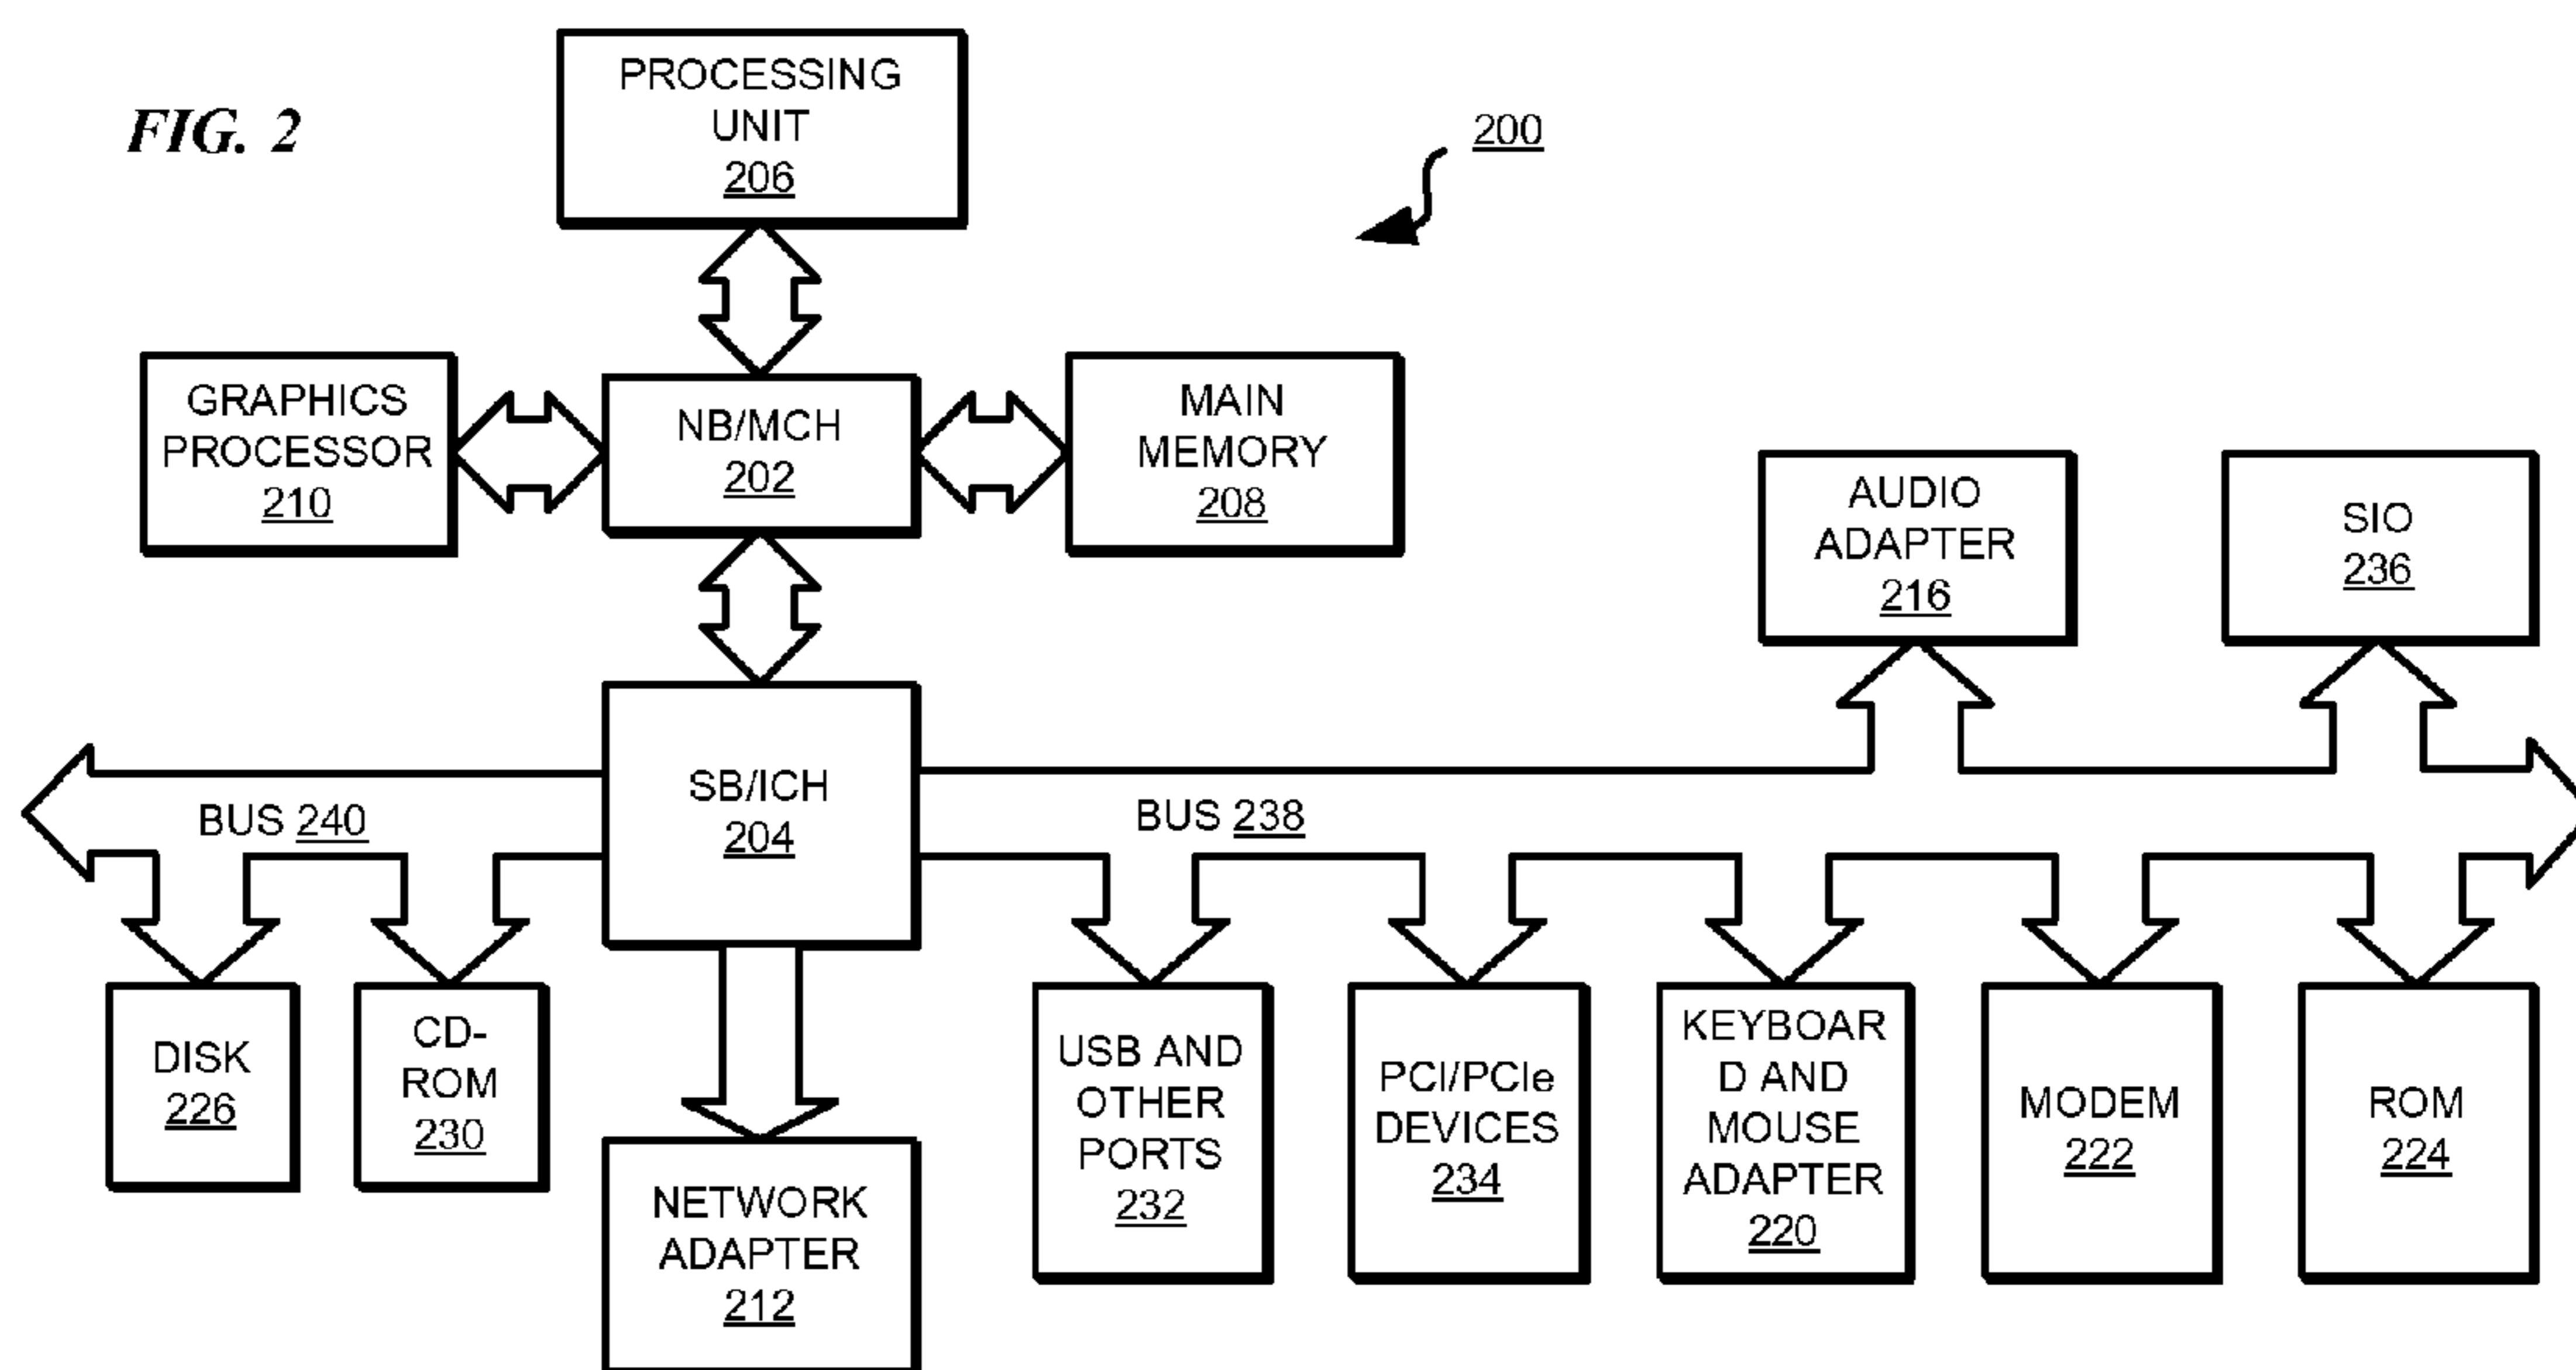 FIG. 2
PROCESSING
UNIT
206
200
GRAPHICS
PROCESSOR
210
NB/MCH
202
MAIN
MEMORY
208
AUDIO
ADAPTER
216
SIO
236
SB/ICH
204
BUS 240
BUS 238
DISK
226
CD-
ROM
230
NETWORK
ADAPTER
212
USB AND
OTHER
PORTS
232
PCI/PCIe
DEVICES
234
KEYBOAR
D AND
MOUSE
ADAPTER
220
MODEM
222
ROM
224